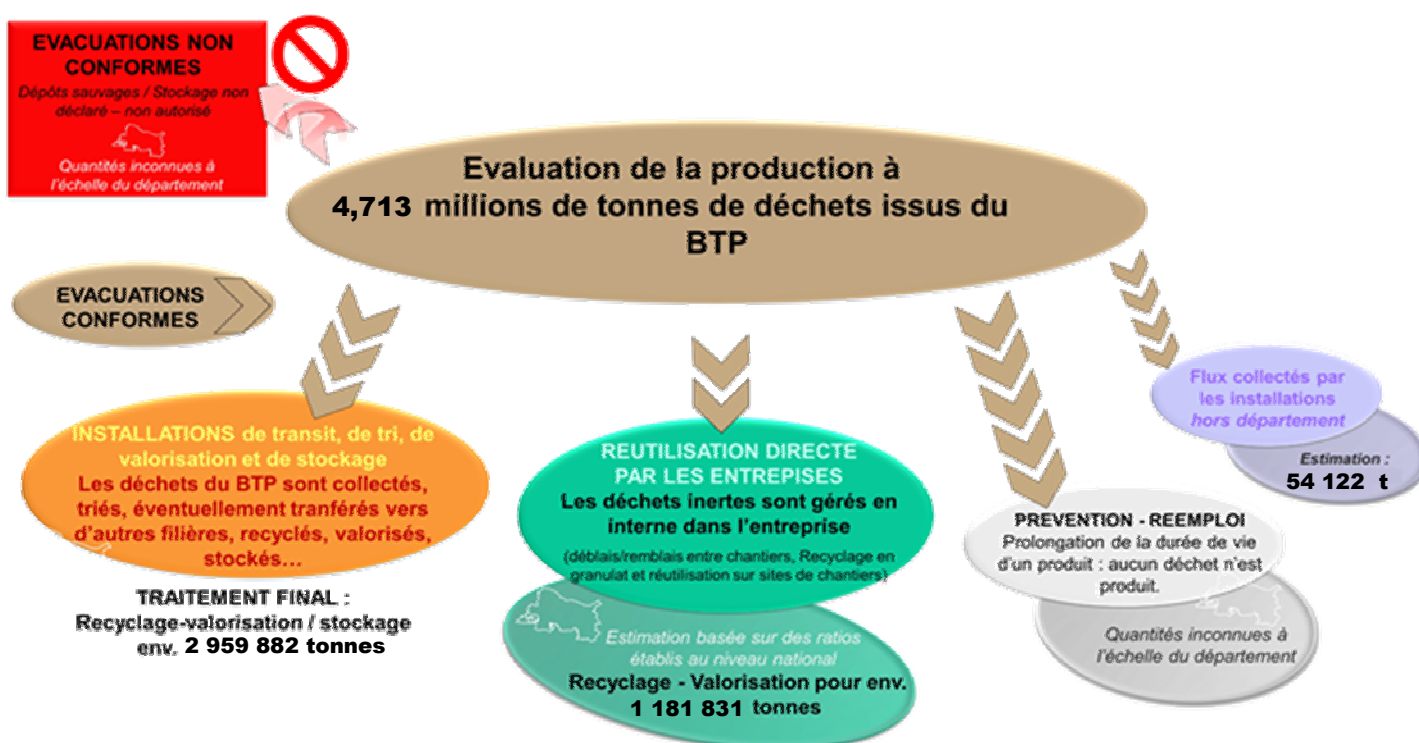 EVACUATIONS NON
CONFORMES
Dépôts sauvages / Stockage non
déclaré – non autorisé
Quantités inconnues à
l'échelle du département
Evaluation de la production à
4,713 millions de tonnes de déchets issus du
BTP
EVACUATIONS
CONFORMES
INSTALLATIONS de transit, de tri, de
valorisation et de stockage
Les déchets du BTP sont collectés,
triés, éventuellement tranférés vers
d'autres filières, recyclés, valorisés,
stockés...
TRAITEMENT FINAL :
Recyclage-valorisation / stockage
env. 2 959 882 tonnes
REUTILISATION DIRECTE
PAR LES ENTREPISES
Les déchets inertes sont gérés en
interne dans l'entreprise
(déblais/remblais entre chantiers, Recyclage en
granulat et réutilisation sur sites de chantiers)
Estimation basée sur des ratios
établis au niveau national
Recyclage - Valorisation pour env.
1 181 831 tonnes
PREVENTION - REEMPLOI
Prolongation de la durée de vie
d'un produit : aucun déchet n'est
produit.
Quantités inconnues à
l'échelle du département
Flux collectés par
les installations
hors département
Estimation :
54 122 t